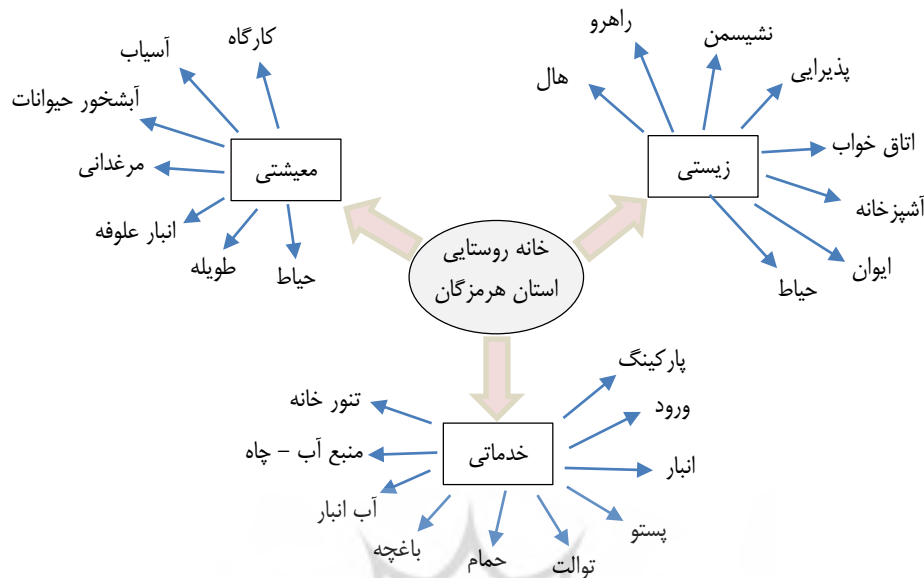 خانه روستایی
استان هرمزگان
زیستی
هال
راهرو
نشیسمن
پذیرایی
اتاق خواب
آشپزخانه
ایوان
حیاط
معیشتی
کارگاه
آسیاب
آبشخور حیوانات
مرغدانی
انبار علوفه
طویله
حیاط
خدماتی
پارکینگ
ورود
انبار
پستو
توالت
حمام
باغچه
آب انبار
منبع آب – چاه
تنور خانه